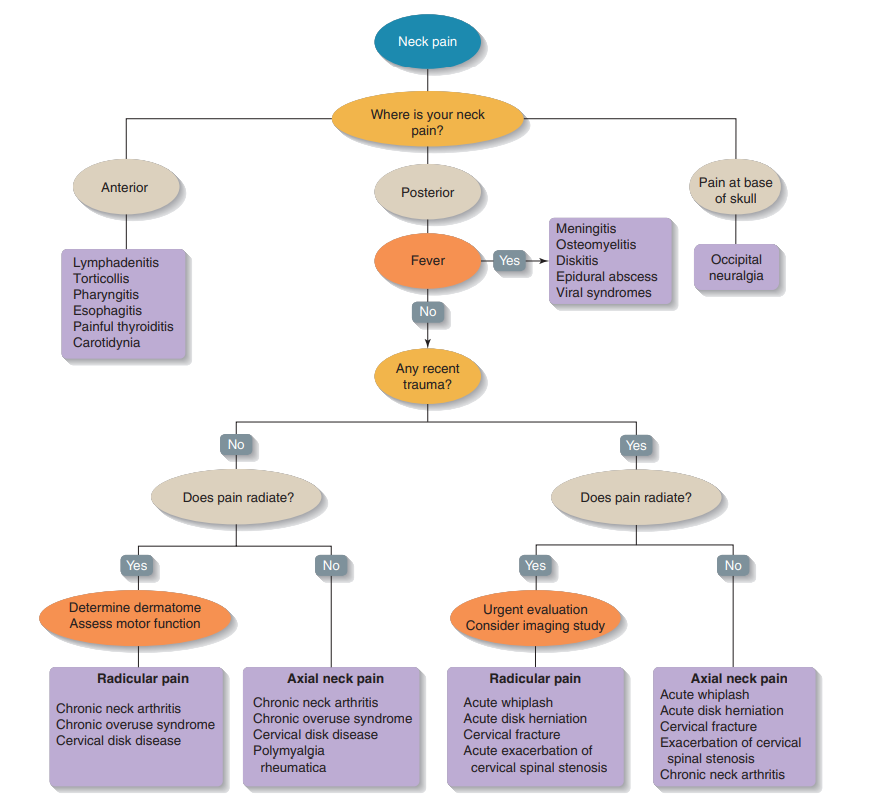 Neck pain
Where is your neck
pain?
Anterior
Posterior
Pain at base
of skull
Lymphadenitis
Torticollis
Pharyngitis
Esophagitis
Painful thyroiditis
Carotidynia
Fever
Yes
Meningitis
Osteomyelitis
Diskitis
Epidural abscess
Viral syndromes
Occipital
neuralgia
No
Any recent
trauma?
No
Yes
Does pain radiate?
Does pain radiate?
Yes
No
Yes
No
Determine dermatome
Assess motor function
Urgent evaluation
Consider imaging study
Radicular pain
Chronic neck arthritis
Chronic overuse syndrome
Cervical disk disease
Axial neck pain
Chronic neck arthritis
Chronic overuse syndrome
Cervical disk disease
Polymyalgia
rheumatica
Radicular pain
Acute whiplash
Acute disk herniation
Cervical fracture
Acute exacerbation of
cervical spinal stenosis
Axial neck pain
Acute whiplash
Acute disk herniation
Cervical fracture
Exacerbation of cervical
spinal stenosis
Chronic neck arthritis